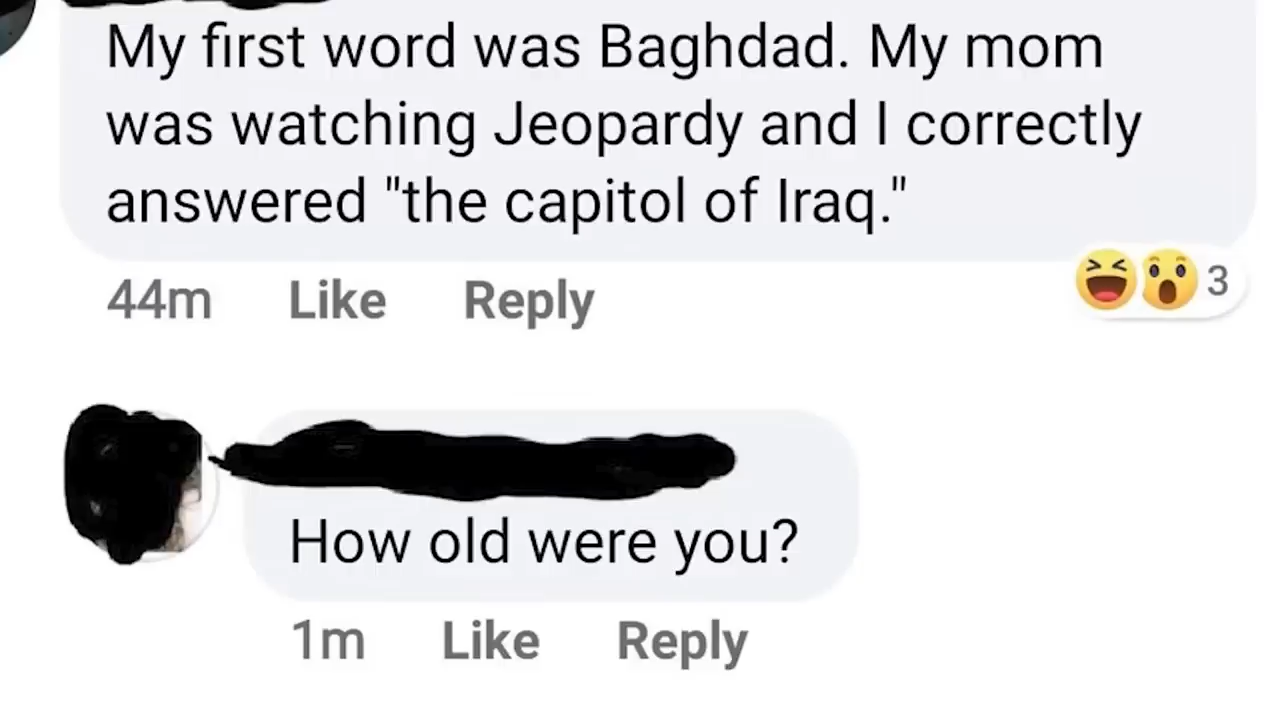 My first word was Baghdad. My mom
was watching Jeopardy and I correctly
answered "the capitol of Iraq."
44m Like Reply
3
How old were you?
1m Like Reply